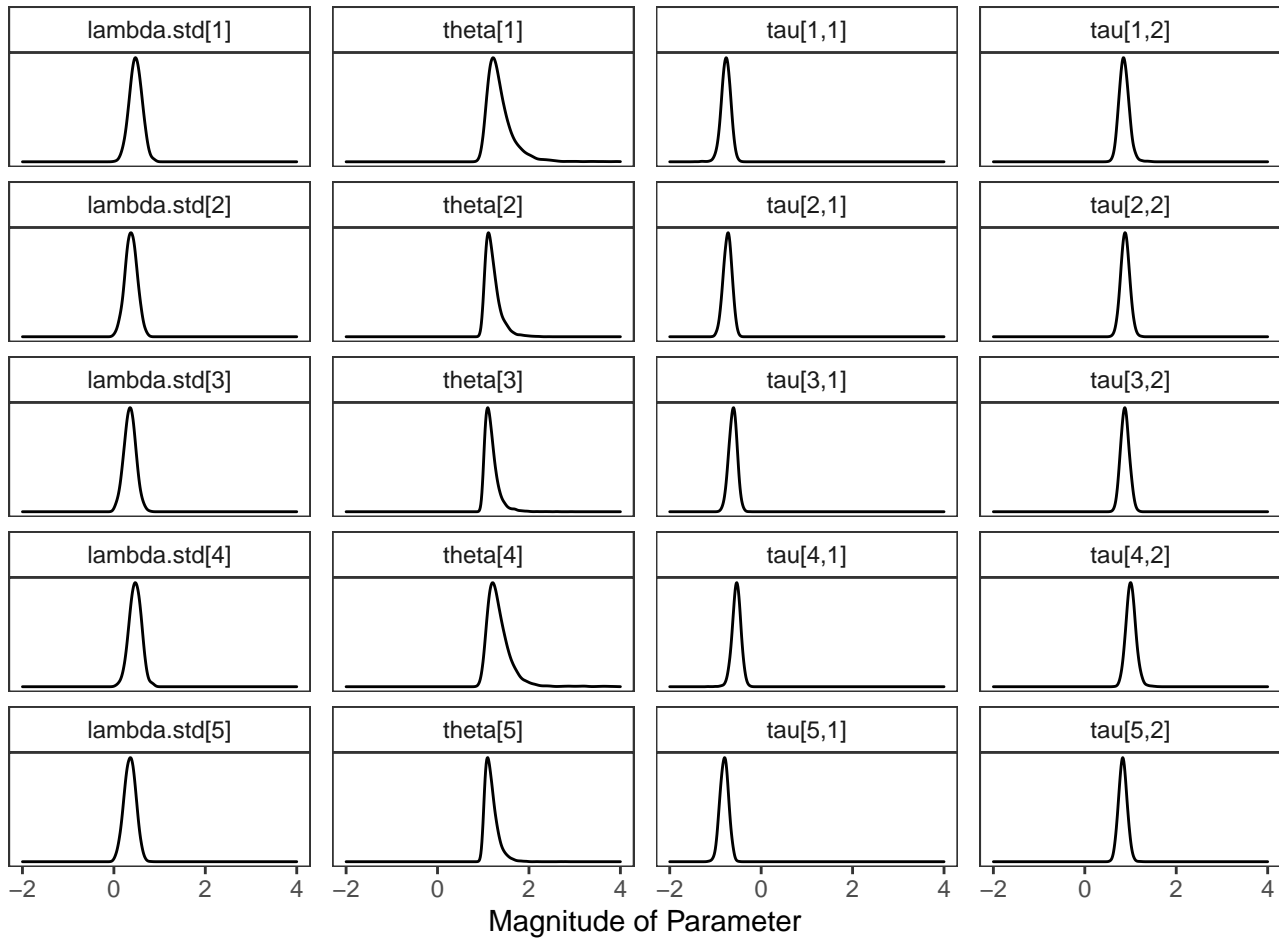 lambda.std[1] theta[1] tau[1,1] tau[1,2]
lambda.std[2] theta[2] tau[2,1] tau[2,2]
lambda.std[3] theta[3] tau[3,1] tau[3,2]
lambda.std[4] theta[4] tau[4,1] tau[4,2]
lambda.std[5] theta[5] tau[5,1] tau[5,2]
−2 0 2 4 −2 0 2 4 −2 0 2 4 −2 0 2 4
Magnitude of Parameter